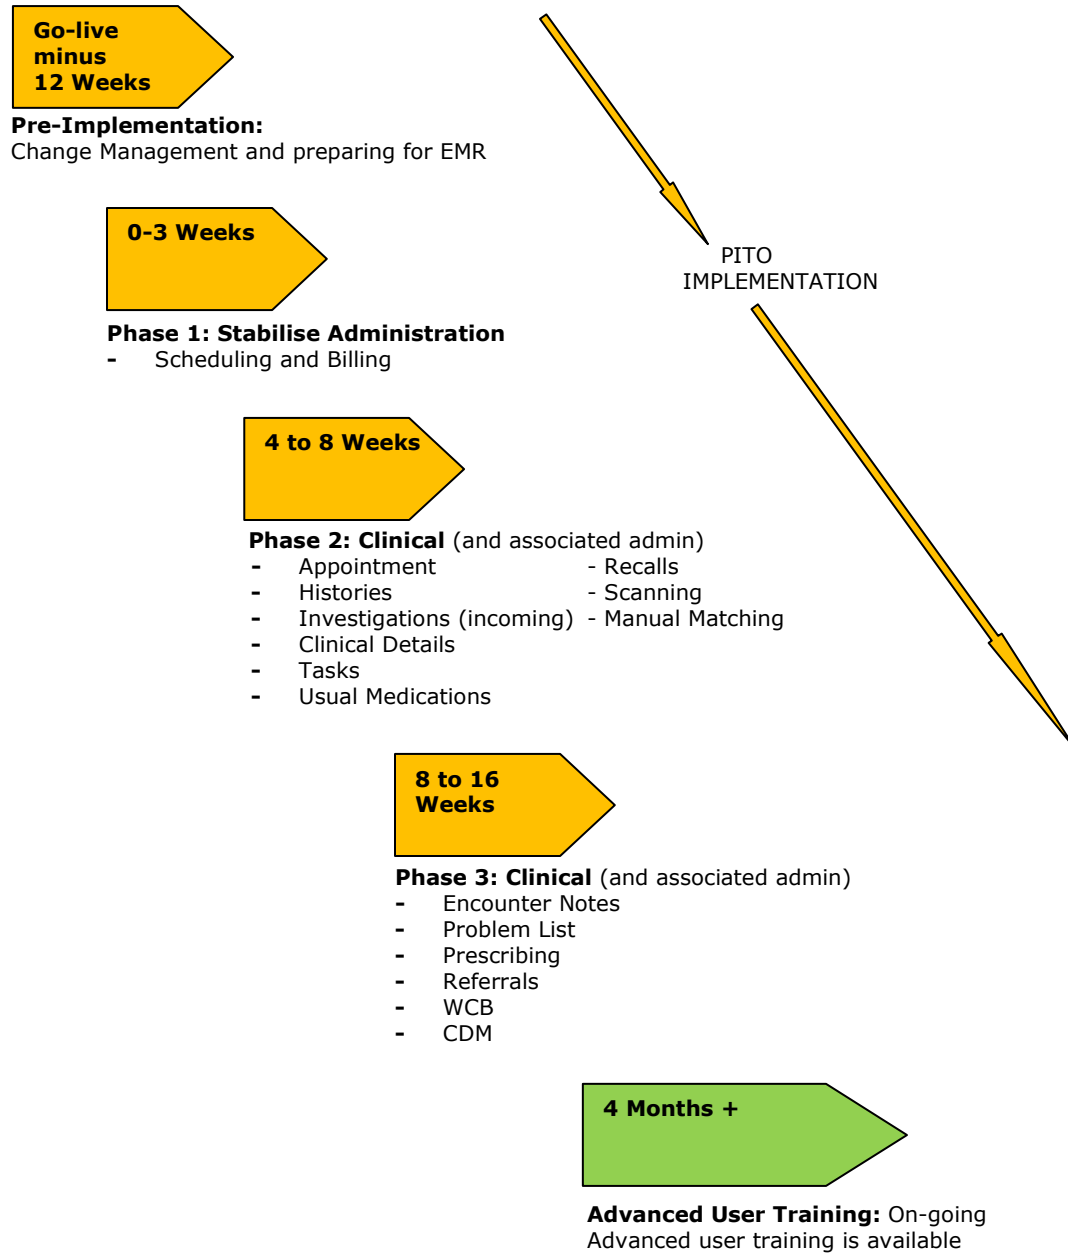 Go-live
minus
12 Weeks
Pre-Implementation:
Change Management and preparing for EMR
0-3 Weeks
PITO
IMPLEMENTATION
Phase 1: Stabilise Administration
- Scheduling and Billing
4 to 8 Weeks
Phase 2: Clinical (and associated admin)
- Appointment - Recalls
- Histories - Scanning
- Investigations (incoming) - Manual Matching
- Clinical Details
- Tasks
- Usual Medications
8 to 16
Weeks
Phase 3: Clinical (and associated admin)
- Encounter Notes
- Problem List
- Prescribing
- Referrals
- WCB
- CDM
4 Months +
Advanced User Training: On-going
Advanced user training is available